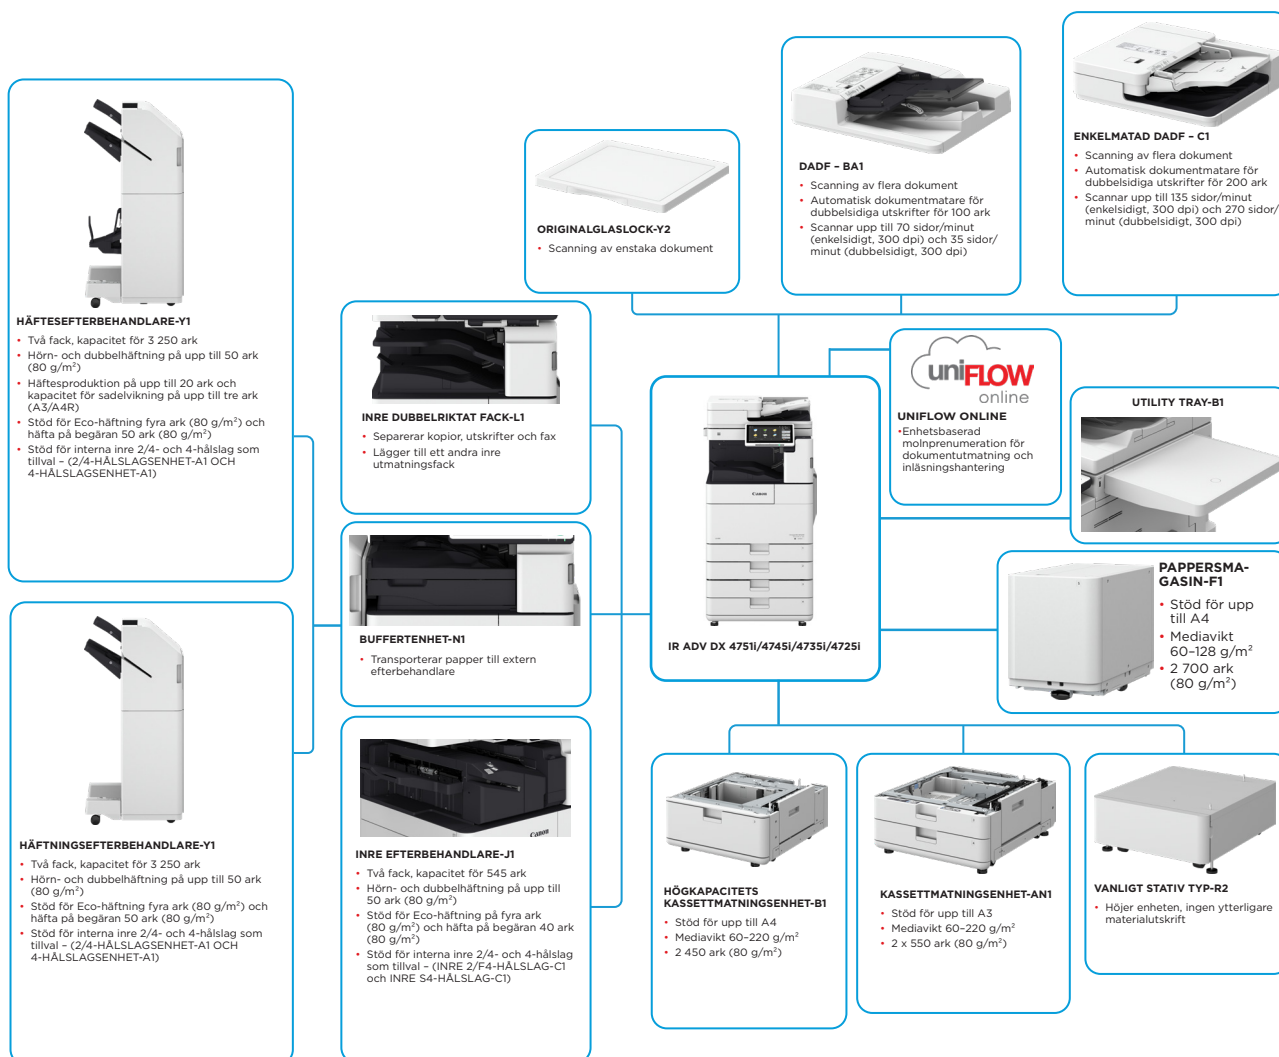 HÄFTESEFTERBEHANDLARE-Y1
• Två fack, kapacitet för 3 250 ark
• Hörn- och dubbelhäftning på upp till 50 ark
(80 g/m²)
• Häftesproduktion på upp till 20 ark och
kapacitet för sadelvikning på upp till tre ark
(A3/A4R)
• Stöd för Eco-häftning fyra ark (80 g/m²) och
häfta på begäran 50 ark (80 g/m²)
• Stöd för interna inre 2/4- och 4-hålslag som
tillval – (2/4-HÅLSLAGSENHET-A1 OCH
4-HÅLSLAGSENHET-A1)
HÄFTNINGSEFTERBEHANDLARE-Y1
• Två fack, kapacitet för 3 250 ark
• Hörn- och dubbelhäftning på upp till 50 ark
(80 g/m²)
• Stöd för Eco-häftning fyra ark (80 g/m²) och
häfta på begäran 50 ark (80 g/m²)
• Stöd för interna inre 2/4- och 4-hålslag som
tillval – (2/4-HÅLSLAGSENHET-A1 OCH
4-HÅLSLAGSENHET-A1)
INRE DUBBELRIKTAT FACK-L1
• Separerar kopior, utskrifter och fax
• Lägger till ett andra inre
utmatningsfack
BUFFERTENHET-N1
• Transporterar papper till extern
efterbehandlare
Canon
INRE EFTERBEHANDLARE-J1
• Två fack, kapacitet för 545 ark
• Hörn- och dubbelhäftning på upp till
50 ark (80 g/m²)
• Stöd för Eco-häftning på fyra ark
(80 g/m²) och häfta på begäran 40 ark
(80 g/m²)
• Stöd för interna inre 2/4- och 4-hålslag
som tillval – (INRE 2/F4-HÅLSLAG-C1
och INRE S4-HÅLSLAG-C1)
ORIGINALGLASLOCK-Y2
• Scanning av enstaka dokument
DADF – BA1
• Scanning av flera dokument
• Automatisk dokumentmatare för
dubbelsidiga utskrifter för 100 ark
• Scannar upp till 70 sidor/minut
(enkelsidigt, 300 dpi) och 35 sidor/
minut (dubbelsidigt, 300 dpi)
ENKELMATAD DADF – C1
• Scanning av flera dokument
• Automatisk dokumentmatare för
dubbelsidiga utskrifter för 200 ark
• Scannar upp till 135 sidor/minut
(enkelsidigt, 300 dpi) och 270 sidor/
minut (dubbelsidigt, 300 dpi)
Canon
IR ADV DX 4751i/4745i/4735i/4725i
uniFLOW
online
UNIFLOW ONLINE
•Enhetsbaserad
molnprenumeration för
dokumentutmatning och
inläsningshantering
UTILITY TRAY-B1
PAPPERSMA-
GASIN-F1
• Stöd för upp
till A4
• Mediavikt
60–128 g/m²
• 2 700 ark
(80 g/m²)
HÖGKAPACITETS
KASSETTMATNINGSENHET-B1
• Stöd för upp till A4
• Mediavikt 60–220 g/m²
• 2 450 ark (80 g/m²)
KASSETTMATNINGSENHET-AN1
• Stöd för upp till A3
• Mediavikt 60–220 g/m²
• 2 x 550 ark (80 g/m²)
VANLIGT STATIV TYP-R2
• Höjer enheten, ingen ytterligare
materialutskrift